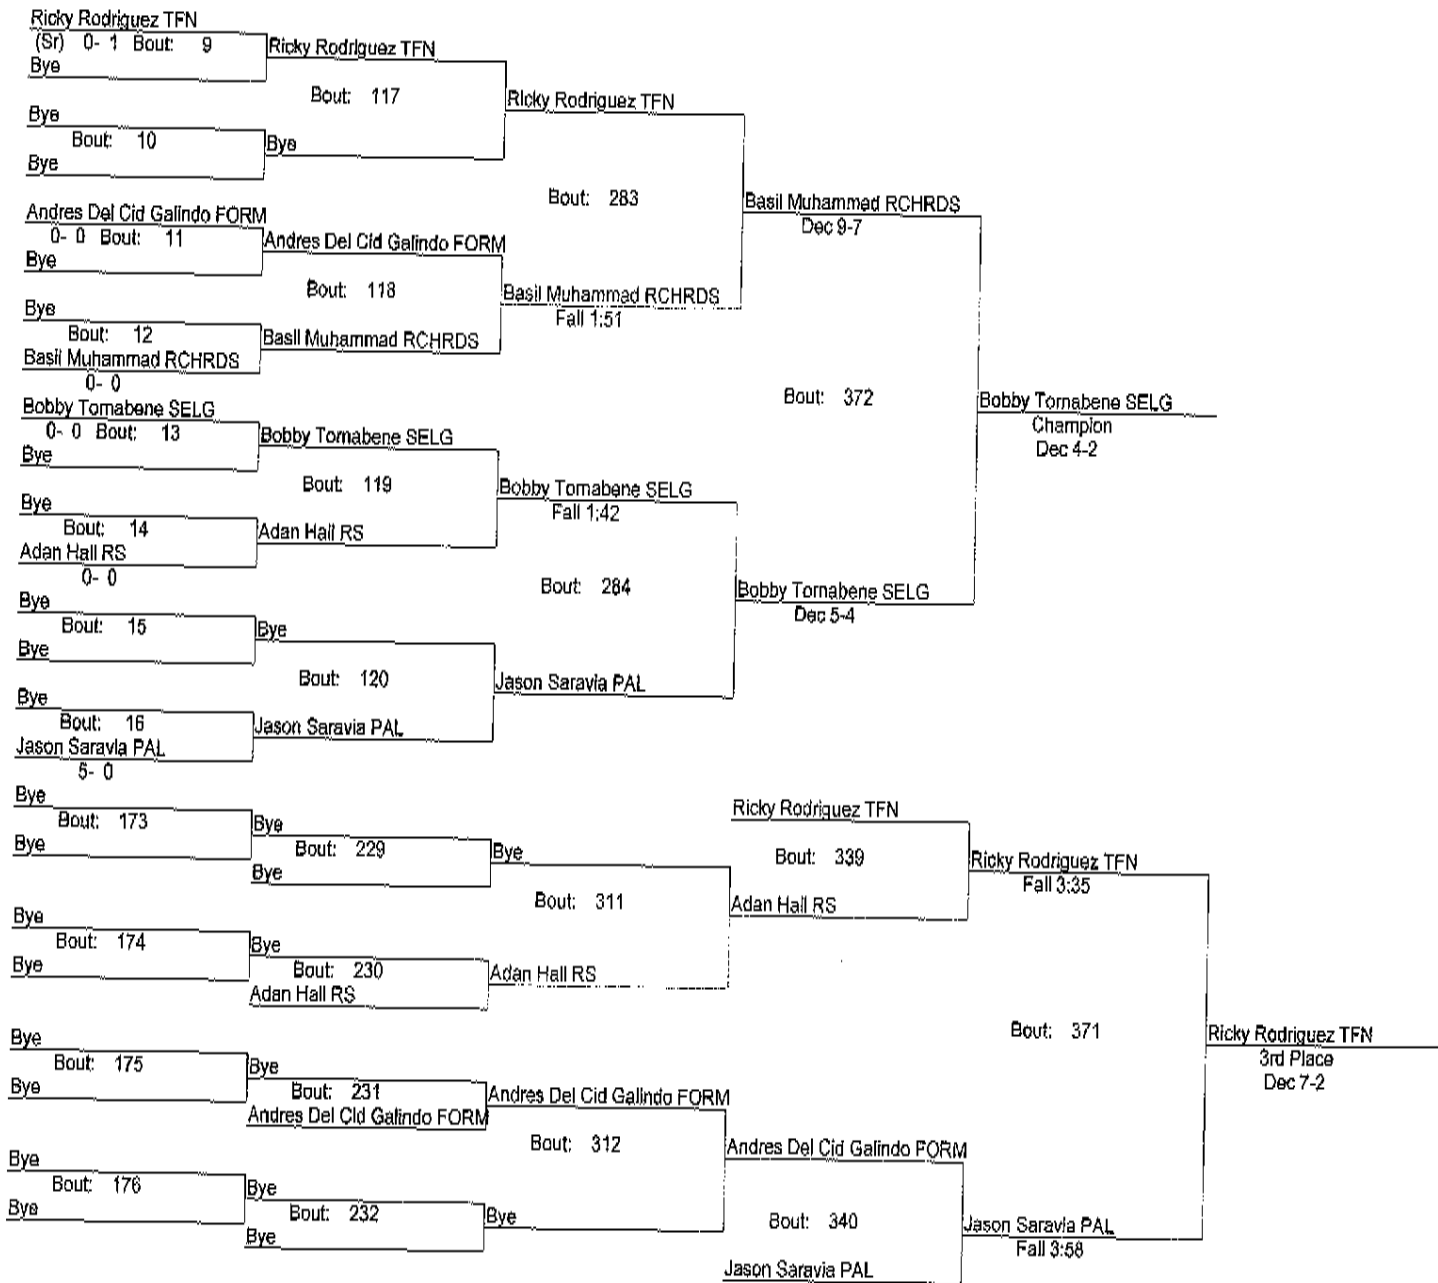 Ricky Rodriguez TFN
(Sr) 0- 1 Bout: 9
Bye
Ricky Rodriguez TFN
Bout: 117
Bye
Bout: 10
Bye
Bye
Ricky Rodriguez TFN
Bout: 283
Andres Del Cid Galindo FORM
0- 0 Bout: 11
Bye
Andres Del Cid Galindo FORM
Bout: 118
Bye
Bout: 12
Basil Muhammad RCHRDS
0- 0
Basil Muhammad RCHRDS
Basil Muhammad RCHRDS
Fall 1:51
Basil Muhammad RCHRDS
Dec 9-7
Bout: 372
Bobby Tornabene SELG
Champion
Dec 4-2
Bobby Tornabene SELG
0- 0 Bout: 13
Bye
Bobby Tornabene SELG
Bout: 119
Bye
Bout: 14
Adan Hall RS
0- 0
Adan Hall RS
Bobby Tornabene SELG
Fall 1:42
Bout: 284
Bobby Tornabene SELG
Dec 5-4
Bye
Bout: 15
Bye
Bye
Bout: 120
Bye
Bout: 16
Jason Saravia PAL
5- 0
Jason Saravia PAL
Jason Saravia PAL
Bye
Bout: 173
Bye
Bye
Bout: 229
Bye
Bye
Bout: 311
Bye
Bout: 174
Bye
Bye
Bout: 230
Adan Hall RS
Adan Hall RS
Ricky Rodriguez TFN
Bout: 339
Adan Hall RS
Ricky Rodriguez TFN
Fall 3:35
Bout: 371
Ricky Rodriguez TFN
3rd Place
Dec 7-2
Bye
Bout: 175
Bye
Bye
Bout: 231
Andres Del Cid Galindo FORM
Andres Del Cid Galindo FORM
Bout: 312
Bye
Bout: 176
Bye
Bye
Bout: 232
Bye
Bye
Andres Del Cid Galindo FORM
Bout: 340
Jason Saravia PAL
Jason Saravia PAL
Fall 3:58